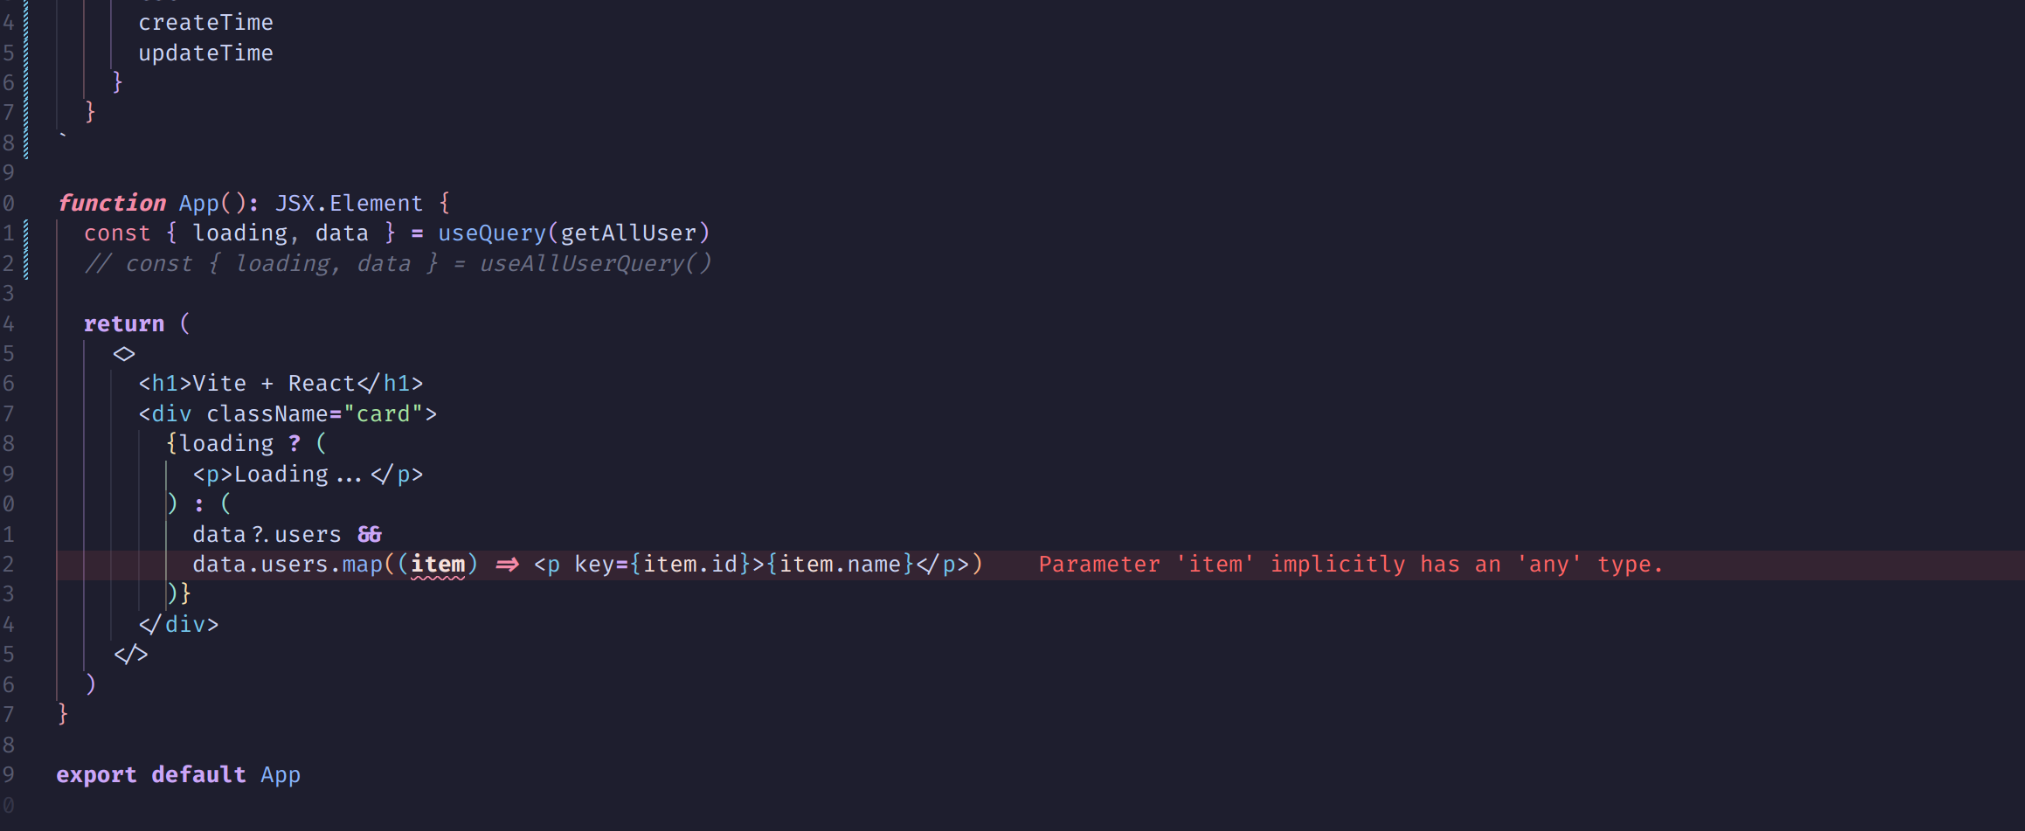 4 createTime
5 updateTime
6 }
7 }
8 `
9
0 function App(): JSX.Element {
1 const { loading, data } = useQuery(getAllUser)
2 // const { loading, data } = useAllUserQuery()
3
4 return (
5 <>
6 <h1>Vite + React</h1>
7 <div className="card">
8 {loading ? (
9 <p>Loading...</p>
0 ) : (
1 data?.users &&
2 data.users.map((item) => <p key={item.id}>{item.name}</p>) Parameter 'item' implicitly has an 'any' type.
3 )}
4 </div>
5 </>
6 )
7 }
8
9 export default App
0